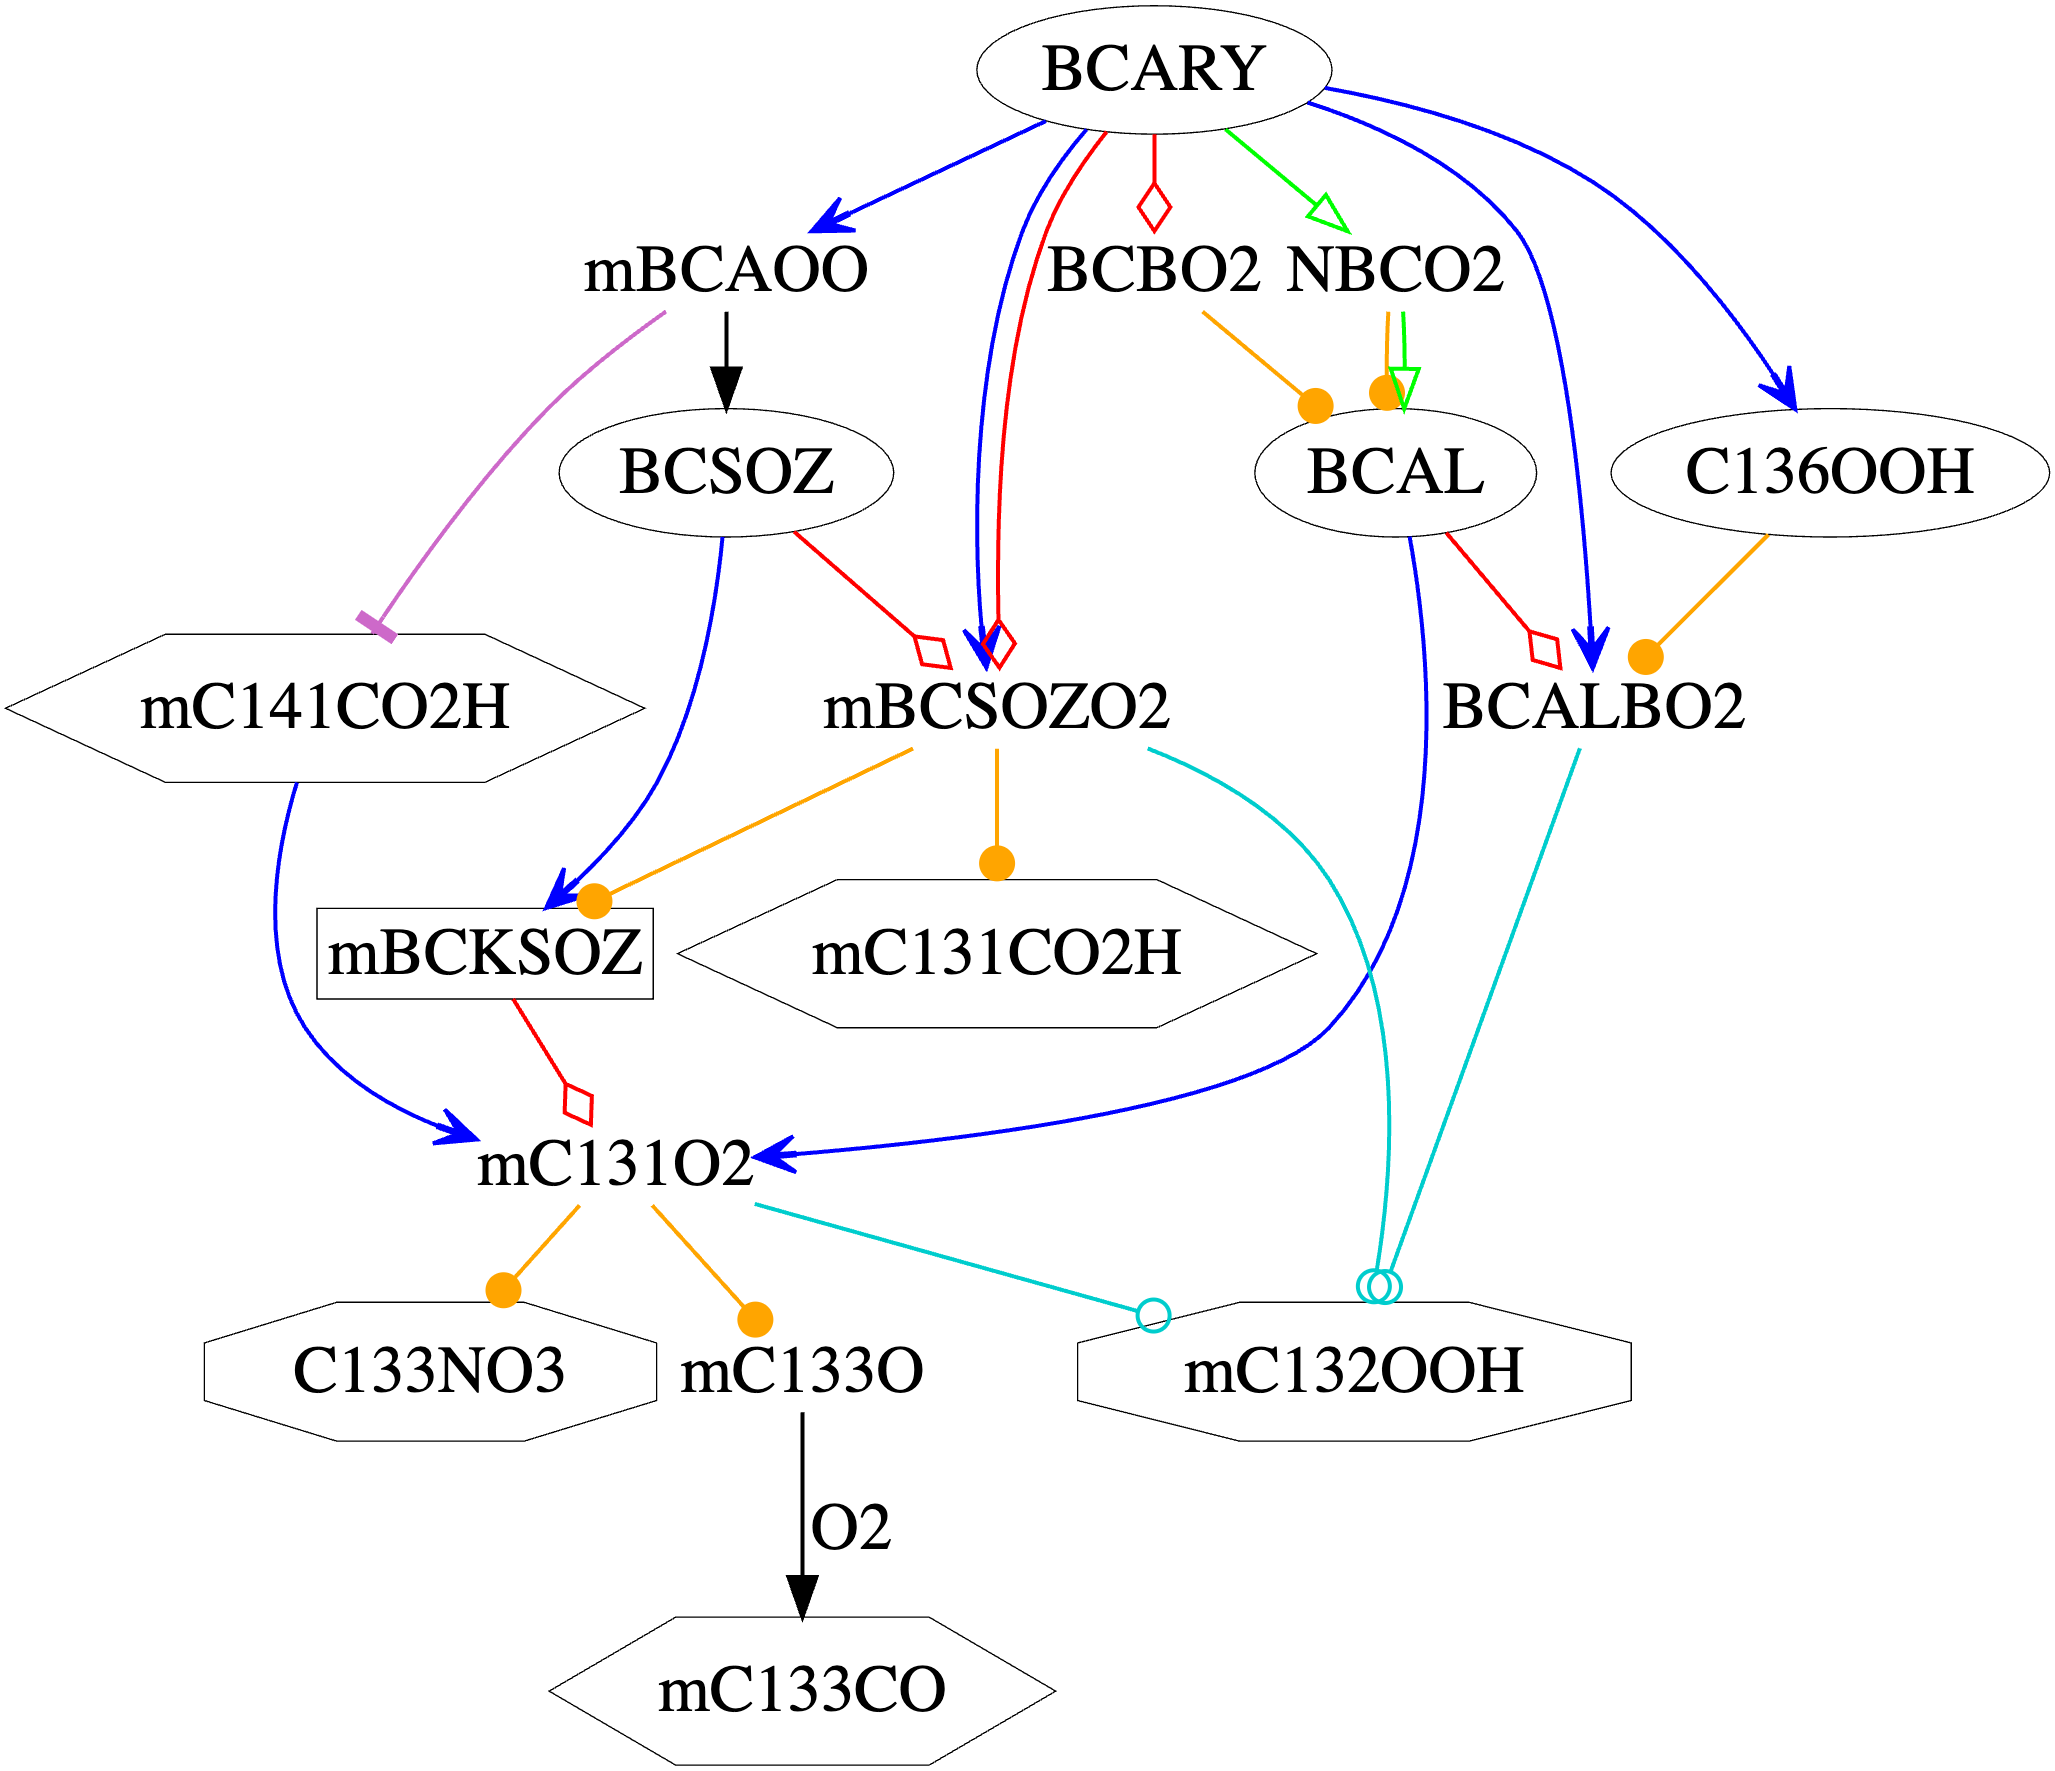 BCARY
mBCAOO
BCBO2
NBCO2
BCSOZ
BCAL
C136OOH
mC141CO2H
mBCSOZO2
BCALBO2
mBCKSOZ
mC131CO2H
mC131O2
C133NO3
mC133O
mC132OOH
O2
mC133CO